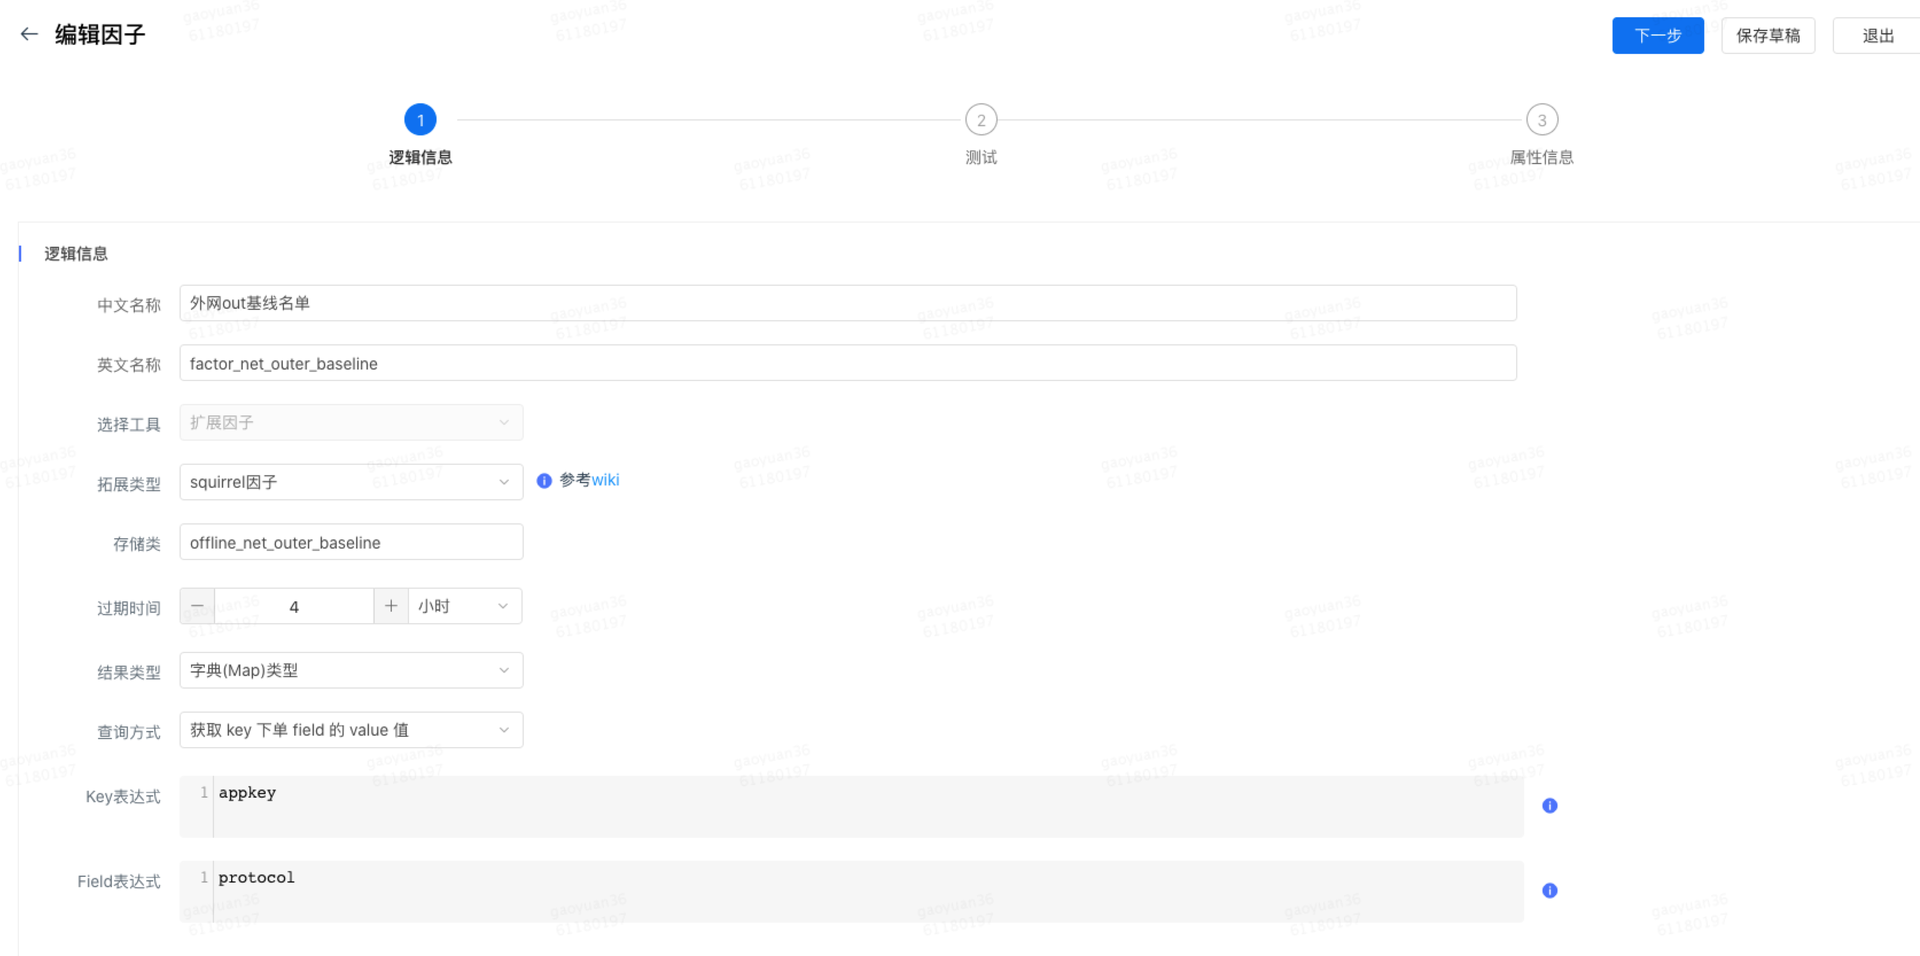 编辑因子
下一步
保存草稿
退出
1
2
3
逻辑信息
测试
属性信息
逻辑信息
中文名称
外网out基线名单
英文名称
factor_net_outer_baseline
选择工具
扩展因子
拓展类型
squirrel因子
参考wiki
存储类
offline_net_outer_baseline
过期时间
4
小时
结果类型
字典(Map)类型
查询方式
获取 key 下单 field 的 value 值
Key表达式
1 appkey
Field表达式
1 protocol
gaoyuan36
61180197